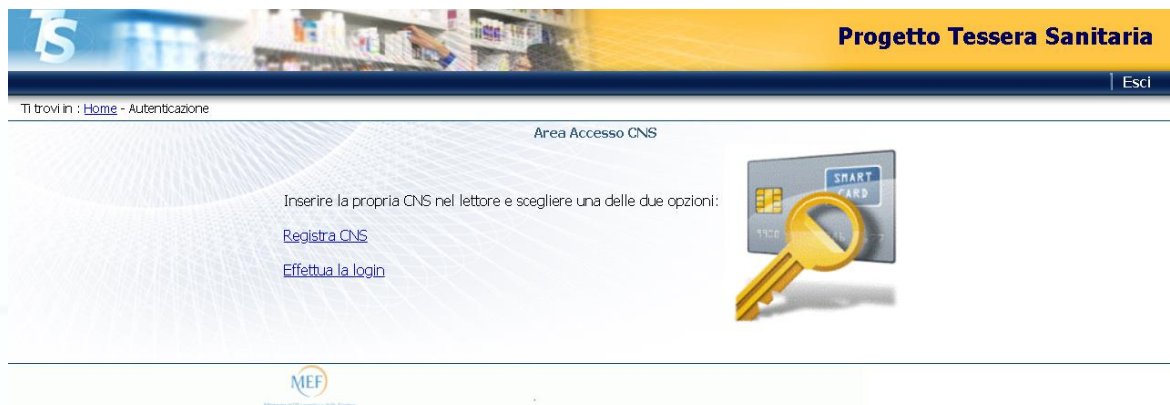 TS
Progetto Tessera Sanitaria
Esci
Ti trovi in : Home - Autenticazione
Area Accesso CNS
Inserire la propria CNS nel lettore e scegliere una delle due opzioni:
Registra CNS
Effettua la login
SMART
CARD
MEF